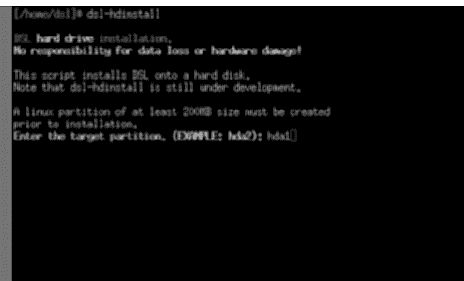 [/home/dsl]# dsl-hdinstall
DSL hard drive installation.
No responsibility for data loss or hardware damage!
This script installs DSL onto a hard disk.
Note that dsl-hdinstall is still under development.
A linux partition of at least 200MB size must be created
prior to installation.
Enter the target partition. (EXAMPLE: hda2): hda1